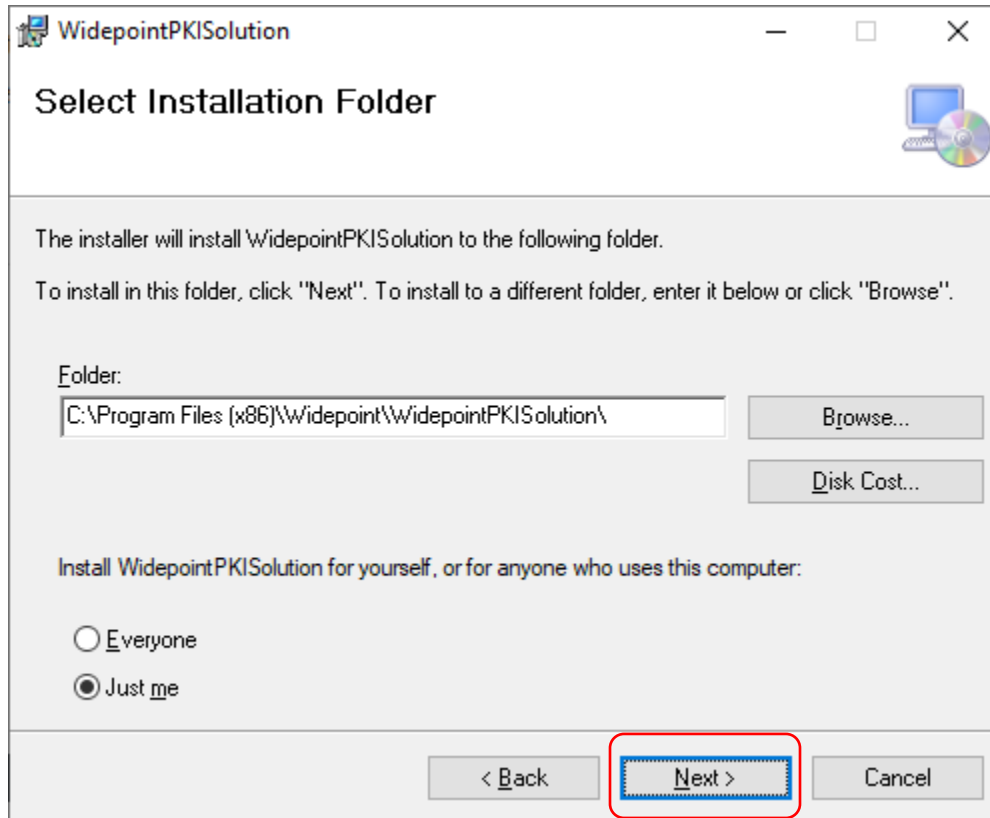 WidepointPKISolution
Select Installation Folder
The installer will install WidepointPKISolution to the following folder.
To install in this folder, click "Next". To install to a different folder, enter it below or click "Browse".
Folder:
C:\Program Files (x86)\Widepoint\WidepointPKISolution\
Browse...
Disk Cost...
Install WidepointPKISolution for yourself, or for anyone who uses this computer:
Everyone
Just me
< Back
Next >
Cancel